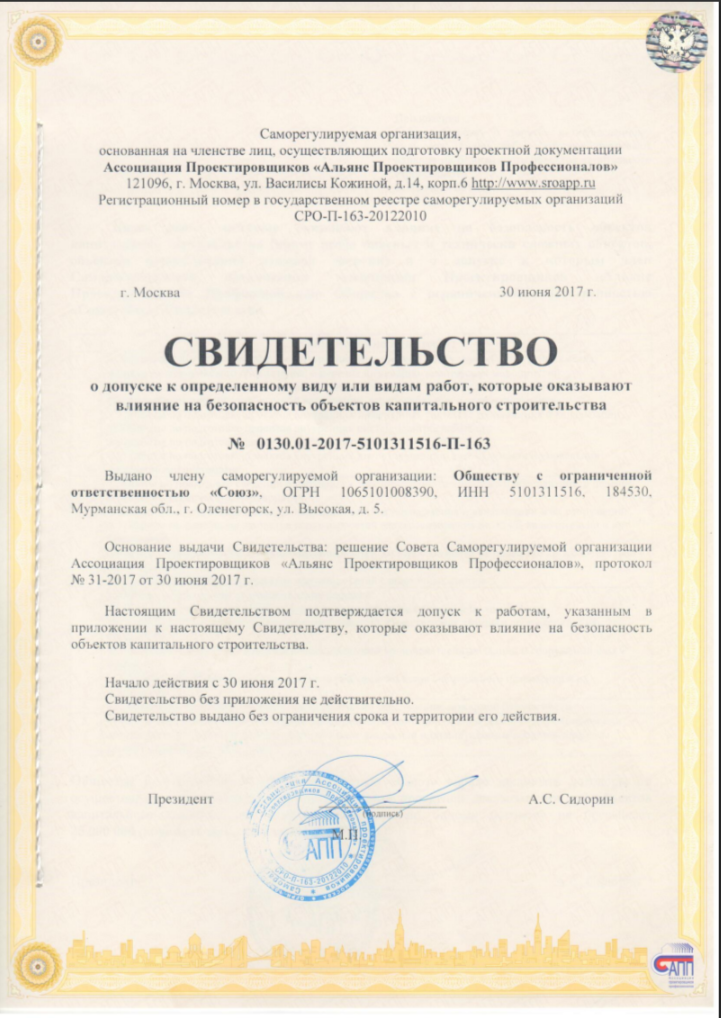 Саморегулируемая организация,
основанная на членстве лиц, осуществляющих подготовку проектной документации
Ассоциация Проектировщиков «Альянс Проектировщиков Профессионалов»
121096, г. Москва, ул. Василисы Кожиной, д.14, корп.6 http://www.sroapp.ru
Регистрационный номер в государственном реестре саморегулируемых организаций
СРО-П-163-20122010
г. Москва 30 июня 2017 г.
СВИДЕТЕЛЬСТВО
о допуске к определенному виду или видам работ, которые оказывают
влияние на безопасность объектов капитального строительства
№ 0130.01-2017-5101311516-П-163
Выдано члену саморегулируемой организации: Обществу с ограниченной
ответственностью «Союз», ОГРН 1065101008390, ИНН 5101311516, 184530,
Мурманская обл., г. Оленегорск, ул. Высокая, д. 5.
Основание выдачи Свидетельства: решение Совета Саморегулируемой организации
Ассоциация Проектировщиков «Альянс Проектировщиков Профессионалов», протокол
№ 31-2017 от 30 июня 2017 г.
Настоящим Свидетельством подтверждается допуск к работам, указанным в
приложении к настоящему Свидетельству, которые оказывают влияние на безопасность
объектов капитального строительства.
Начало действия с 30 июня 2017 г.
Свидетельство без приложения не действительно.
Свидетельство выдано без ограничения срока и территории его действия.
Президент А.С. Сидорин
(подпись)
М.П.
АПП
СРО-П-163-20122010
АПП